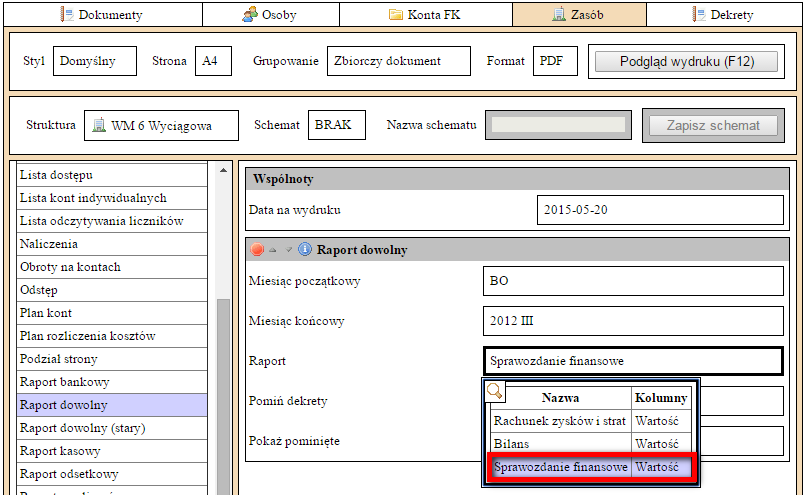 Dokumenty Osoby Konta FK Zasób Dekrety
Styl Domyślny Strona A4 Grupowanie Zbiorczy dokument Format PDF Podgląd wydruku (F12)
Struktura WM 6 Wyciągowa Schemat BRAK Nazwa schematu Zapisz schemat
Lista dostępu
Lista kont indywidualnych
Lista odczytywania liczników
Naliczenia
Obroty na kontach
Odstęp
Plan kont
Plan rozliczenia kosztów
Podział strony
Raport bankowy
Raport dowolny
Raport dowolny (stary)
Raport kasowy
Raport odsetkowy
Wspólnoty
Data na wydruku 2015-05-20
Raport dowolny
Miesiąc początkowy BO
Miesiąc końcowy 2012 III
Raport Sprawozdanie finansowe
Pomiń dekrety
Pokaż pominięte
Nazwa Kolumny
Rachunek zysków i strat Wartość
Bilans Wartość
Sprawozdanie finansowe Wartość